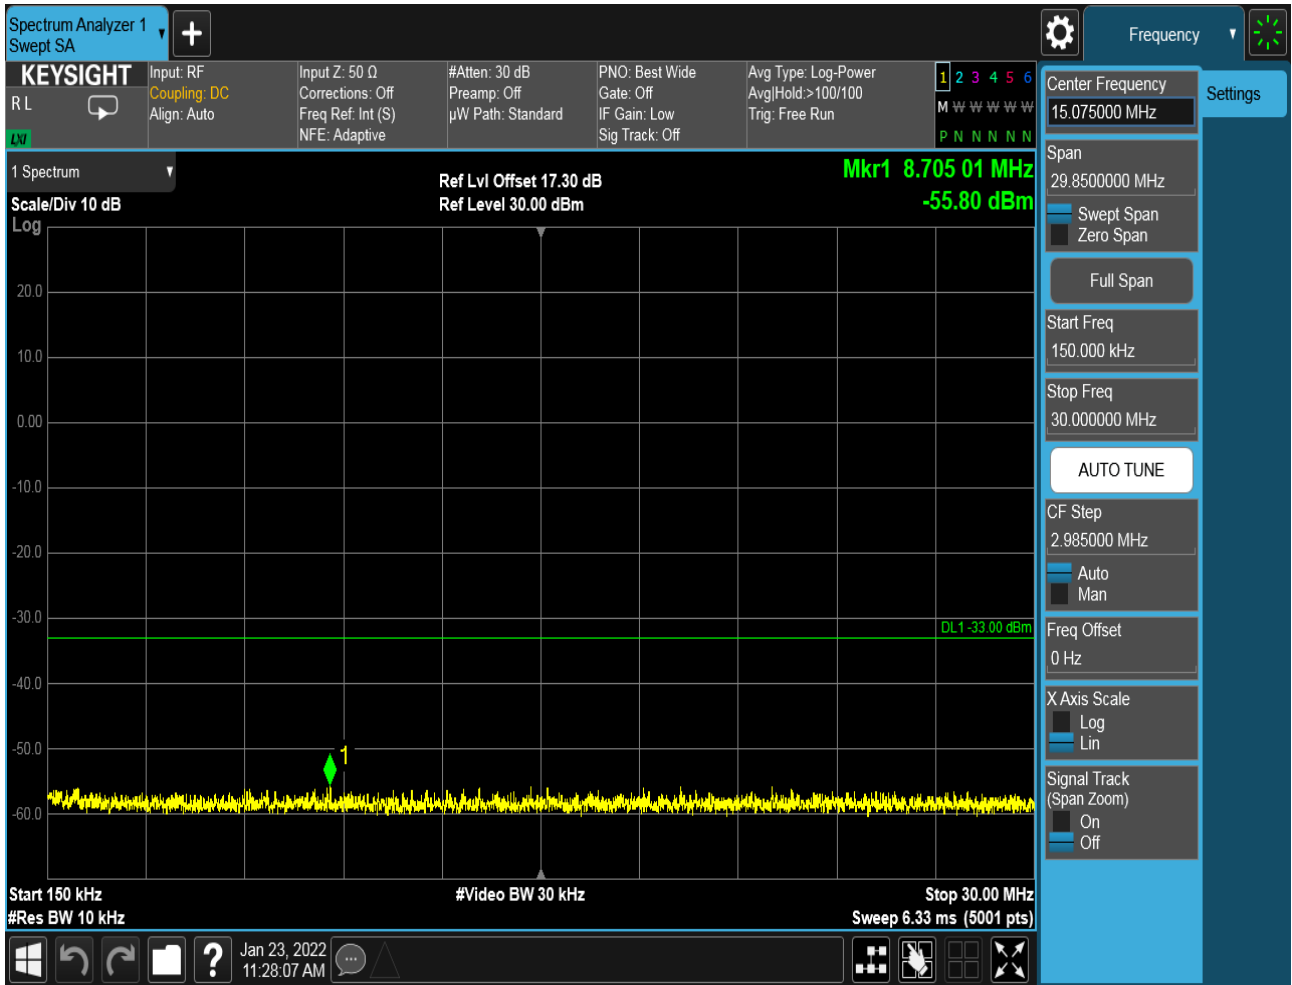 Spectrum Analyzer 1
Swept SA
Frequency
KEYSIGHT
R L
LXI
Input: RF
Coupling: DC
Align: Auto
Input Z: 50 Ω
Corrections: Off
Freq Ref: Int (S)
NFE: Adaptive
#Atten: 30 dB
Preamp: Off
µW Path: Standard
PNO: Best Wide
Gate: Off
IF Gain: Low
Sig Track: Off
Avg Type: Log-Power
Avg|Hold:>100/100
Trig: Free Run
1 2 3 4 5 6
M W W W W W
P N N N N N
1 Spectrum
Scale/Div 10 dB
Log
Ref Lvl Offset 17.30 dB
Ref Level 30.00 dBm
Mkr1 8.705 01 MHz
-55.80 dBm
20.0
10.0
0.00
-10.0
-20.0
-30.0
DL1 -33.00 dBm
-40.0
-50.0
1
-60.0
Start 150 kHz
#Res BW 10 kHz
#Video BW 30 kHz
Stop 30.00 MHz
Sweep 6.33 ms (5001 pts)
Jan 23, 2022
11:28:07 AM
Center Frequency
15.075000 MHz
Settings
Span
29.8500000 MHz
Swept Span
Zero Span
Full Span
Start Freq
150.000 kHz
Stop Freq
30.000000 MHz
AUTO TUNE
CF Step
2.985000 MHz
Auto
Man
Freq Offset
0 Hz
X Axis Scale
Log
Lin
Signal Track
(Span Zoom)
On
Off